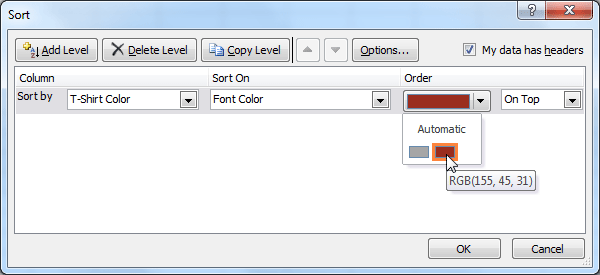 Sort
Add Level Delete Level Copy Level Options... My data has headers
Column Sort On Order
Sort by T-Shirt Color Font Color On Top
Automatic
RGB(155, 45, 31)
OK Cancel